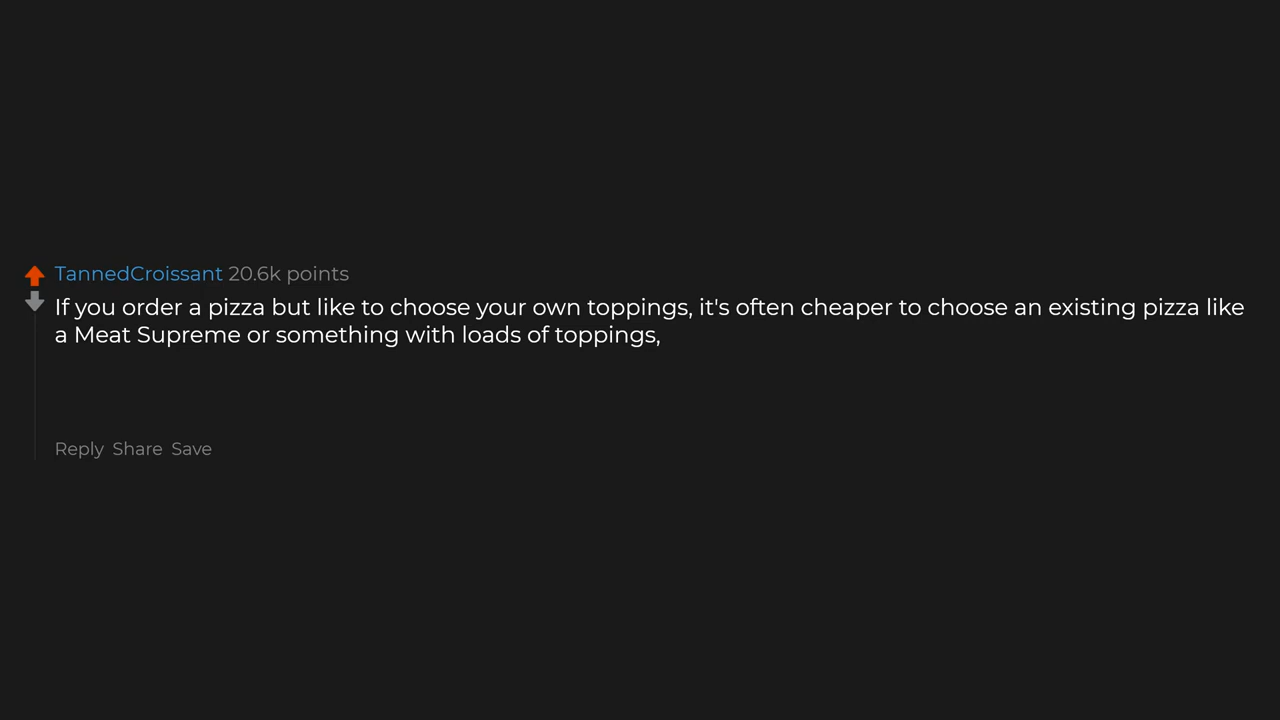 TannedCroissant 20.6k points
If you order a pizza but like to choose your own toppings, it's often cheaper to choose an existing pizza like
a Meat Supreme or something with loads of toppings,
Reply Share Save